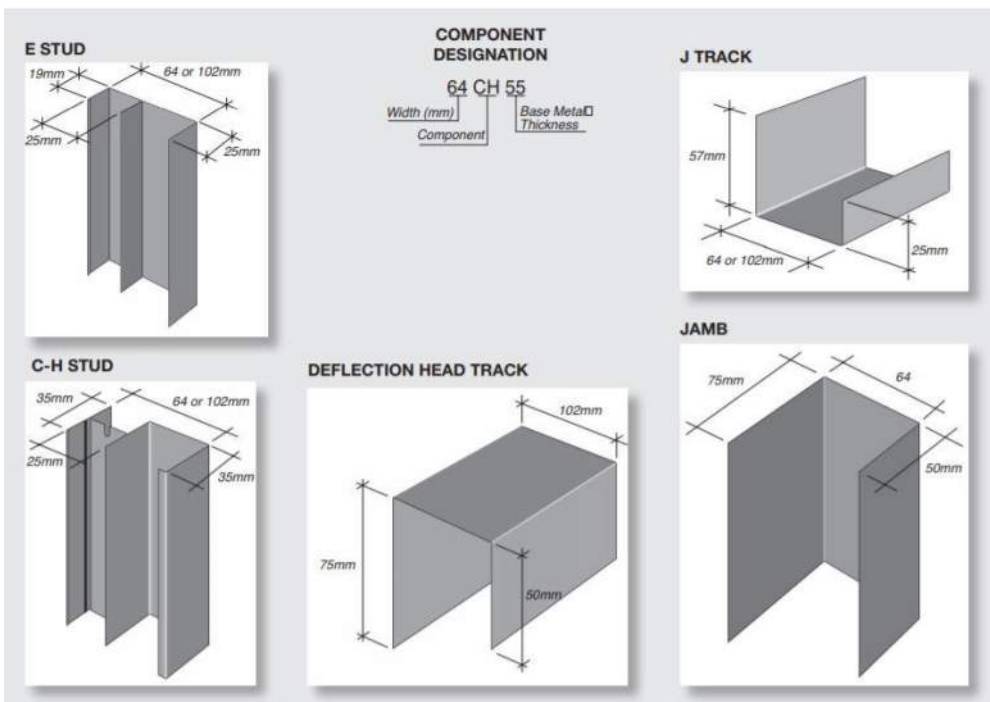 E STUD
19mm
64 or 102mm
25mm
25mm
COMPONENT
DESIGNATION
64 CH 55
Width (mm)
Base Metal□
Thickness
Component
J TRACK
57mm
64 or 102mm
25mm
C-H STUD
35mm
64 or 102mm
25mm
35mm
DEFLECTION HEAD TRACK
102mm
75mm
50mm
JAMB
75mm
64
50mm